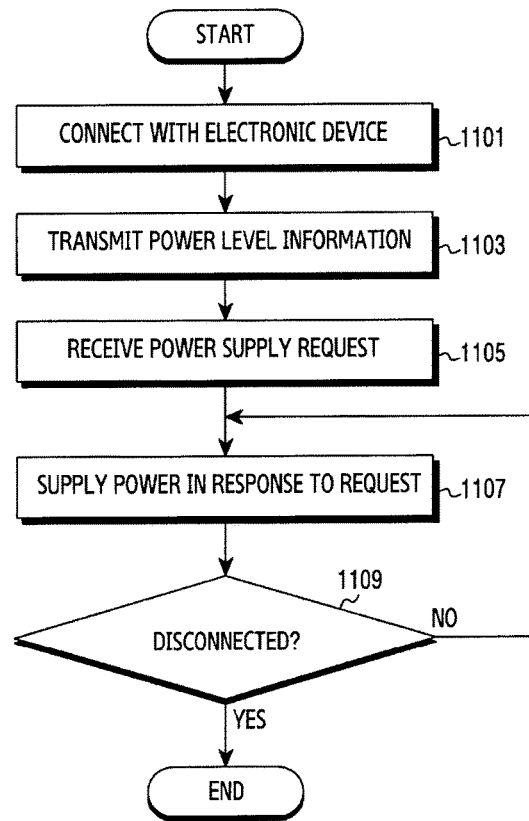 START
CONNECT WITH ELECTRONIC DEVICE
1101
TRANSMIT POWER LEVEL INFORMATION
1103
RECEIVE POWER SUPPLY REQUEST
1105
SUPPLY POWER IN RESPONSE TO REQUEST
1107
1109
DISCONNECTED?
NO
YES
END